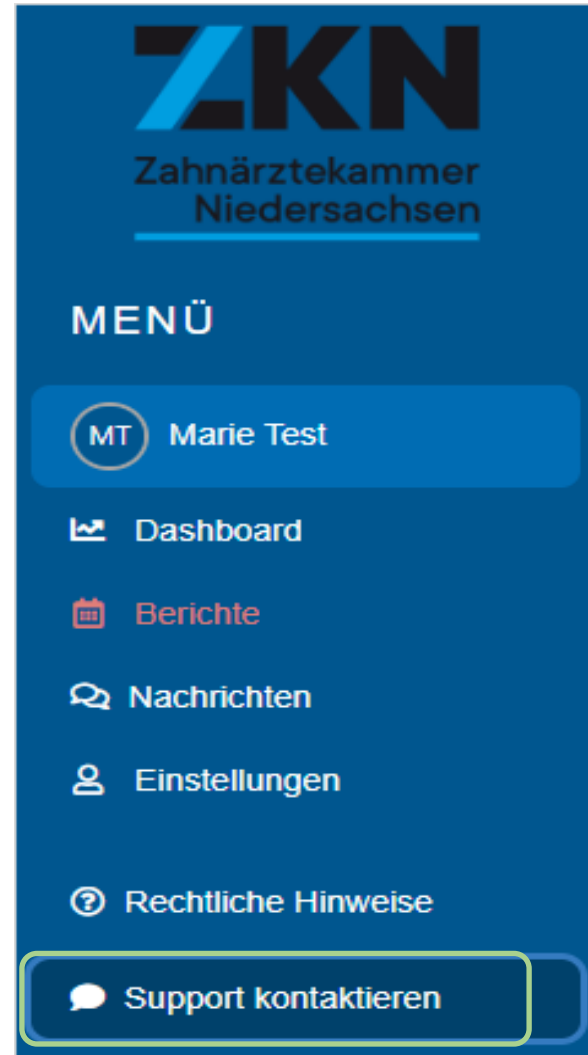 ZKN
Zahnärztekammer
Niedersachsen
MENÜ
MT Marie Test
Dashboard
Berichte
Nachrichten
Einstellungen
Rechtliche Hinweise
Support kontaktieren